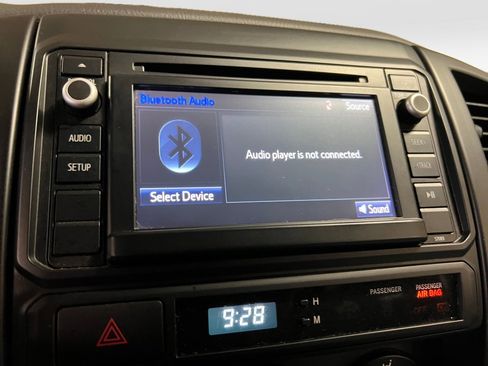 Bluetooth Audio
2 Source
AUDIO
SETUP
Audio player is not connected.
Select Device
Sound
H
M
9:28
PASSENGER
PASSENGER
AIR BAG